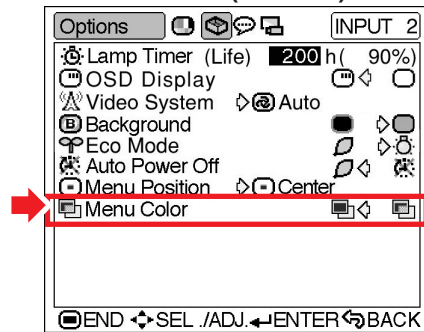 Options INPUT 2
Lamp Timer (Life) 200 h( 90%)
OSD Display
Video System Auto
B Background
Eco Mode
Auto Power Off
Menu Position Center
Menu Color
END SEL ./ADJ. ENTER BACK